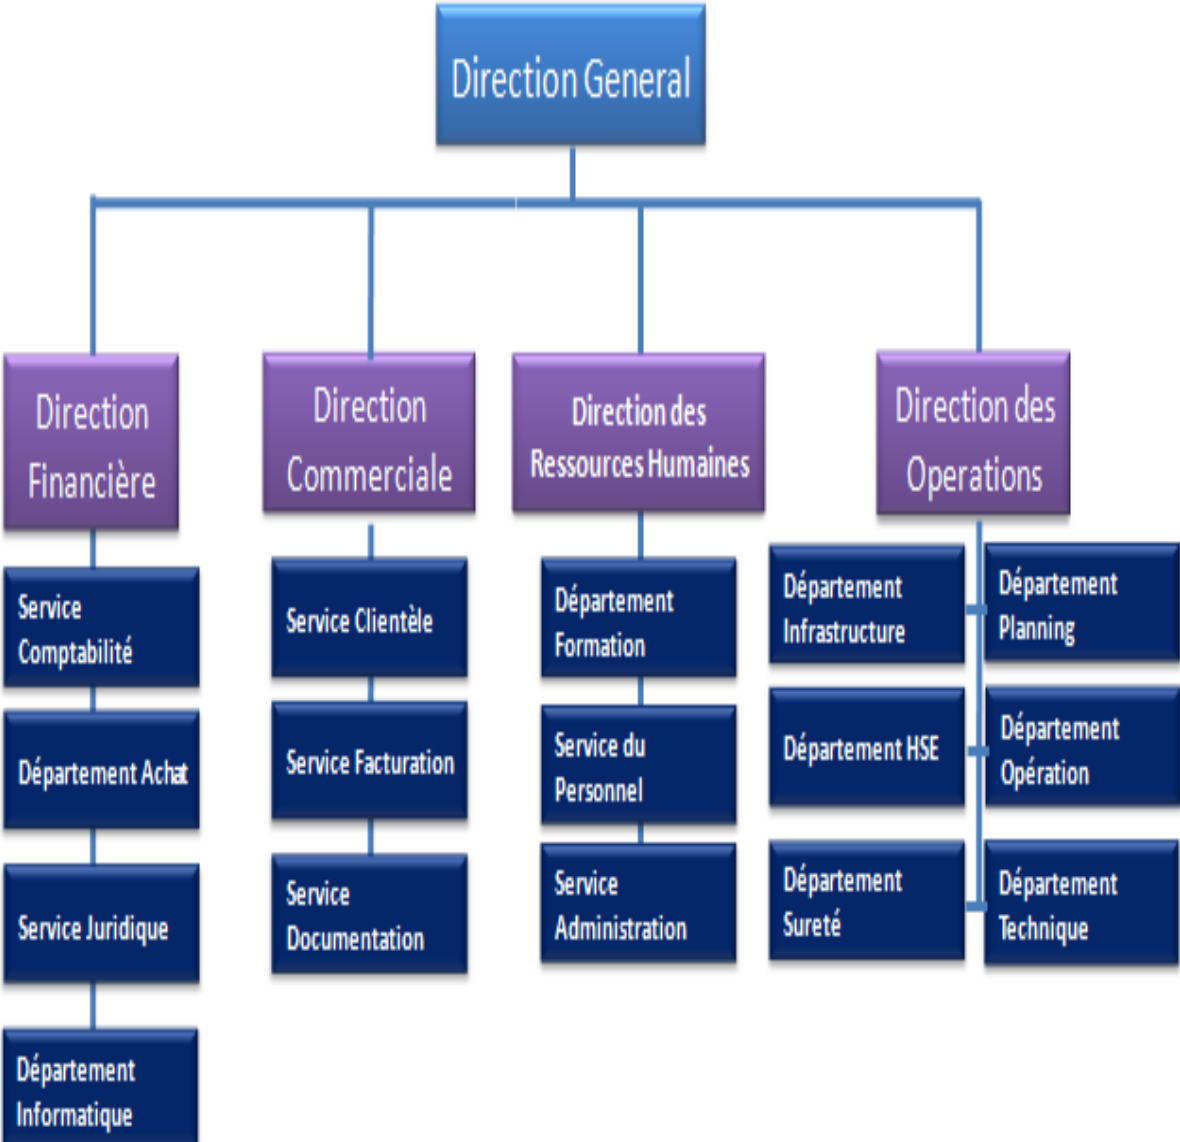 Direction General
Direction
Financière
Direction
Commerciale
Direction des
Ressources Humaines
Direction des
Operations
Service
Comptabilité
Département Achat
Service Juridique
Département
Informatique
Service Clientèle
Service Facturation
Service
Documentation
Département
Formation
Service du
Personnel
Service
Administration
Département
Infrastructure
Département HSE
Département
Sureté
Département
Planning
Département
Opération
Département
Technique